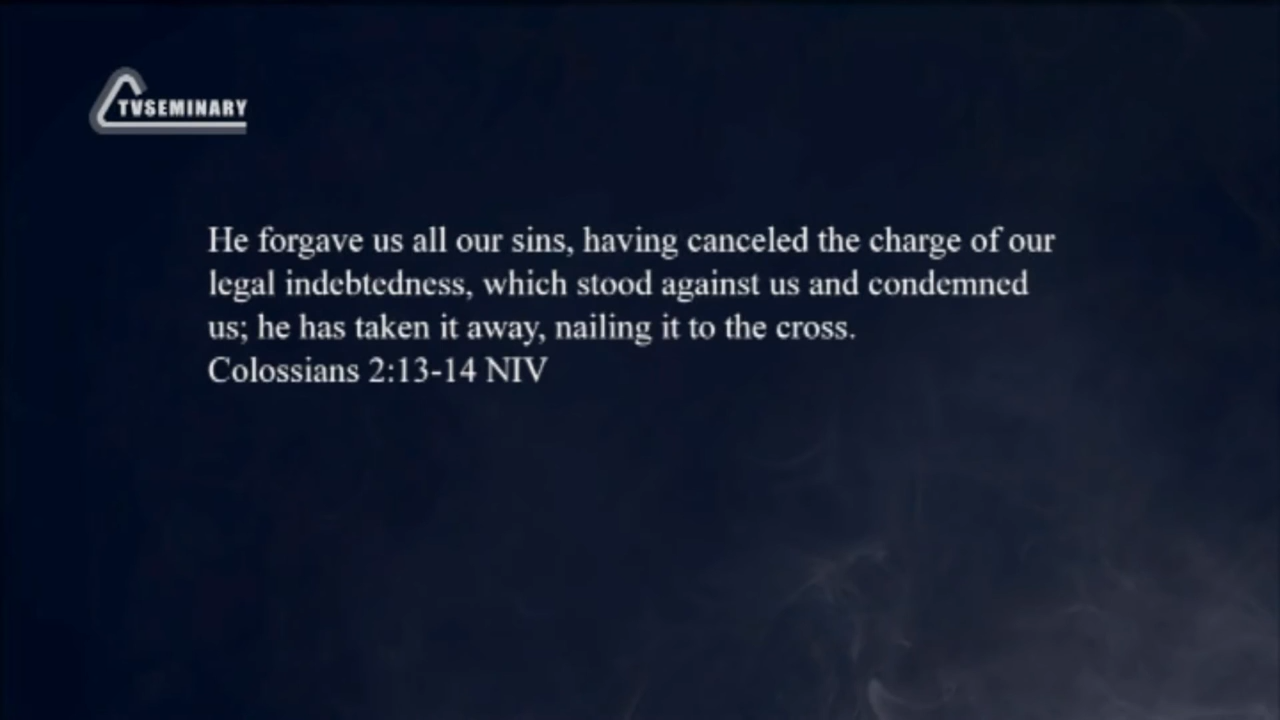 TVSEMINARY
He forgave us all our sins, having canceled the charge of our
legal indebtedness, which stood against us and condemned
us; he has taken it away, nailing it to the cross.
Colossians 2:13-14 NIV